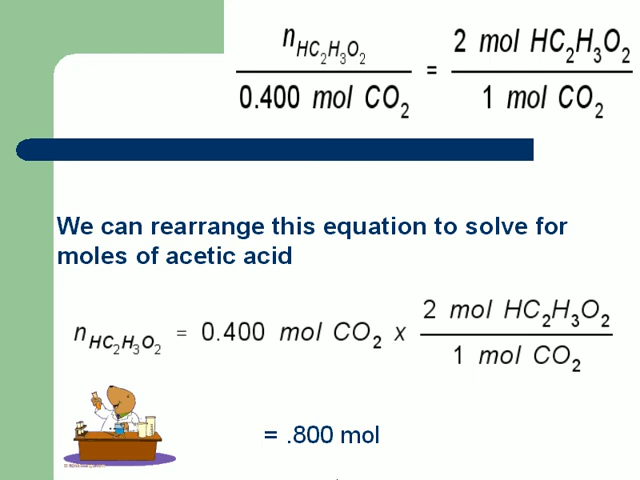 n HC2H3O2 / 0.400 mol CO2 = 2 mol HC2H3O2 / 1 mol CO2
We can rearrange this equation to solve for
moles of acetic acid
n HC2H3O2 = 0.400 mol CO2 x 2 mol HC2H3O2 / 1 mol CO2
= .800 mol